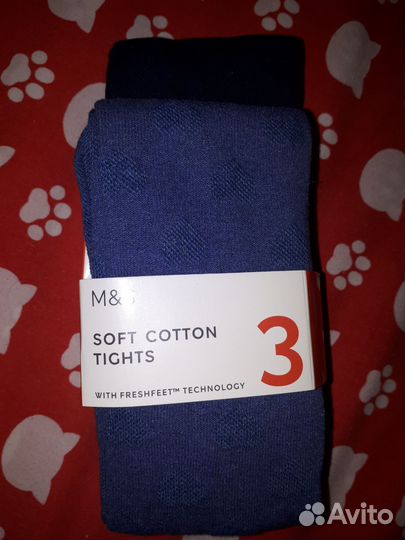 M&S
SOFT COTTON
TIGHTS
3
WITH FRESHFEET™ TECHNOLOGY
Avito